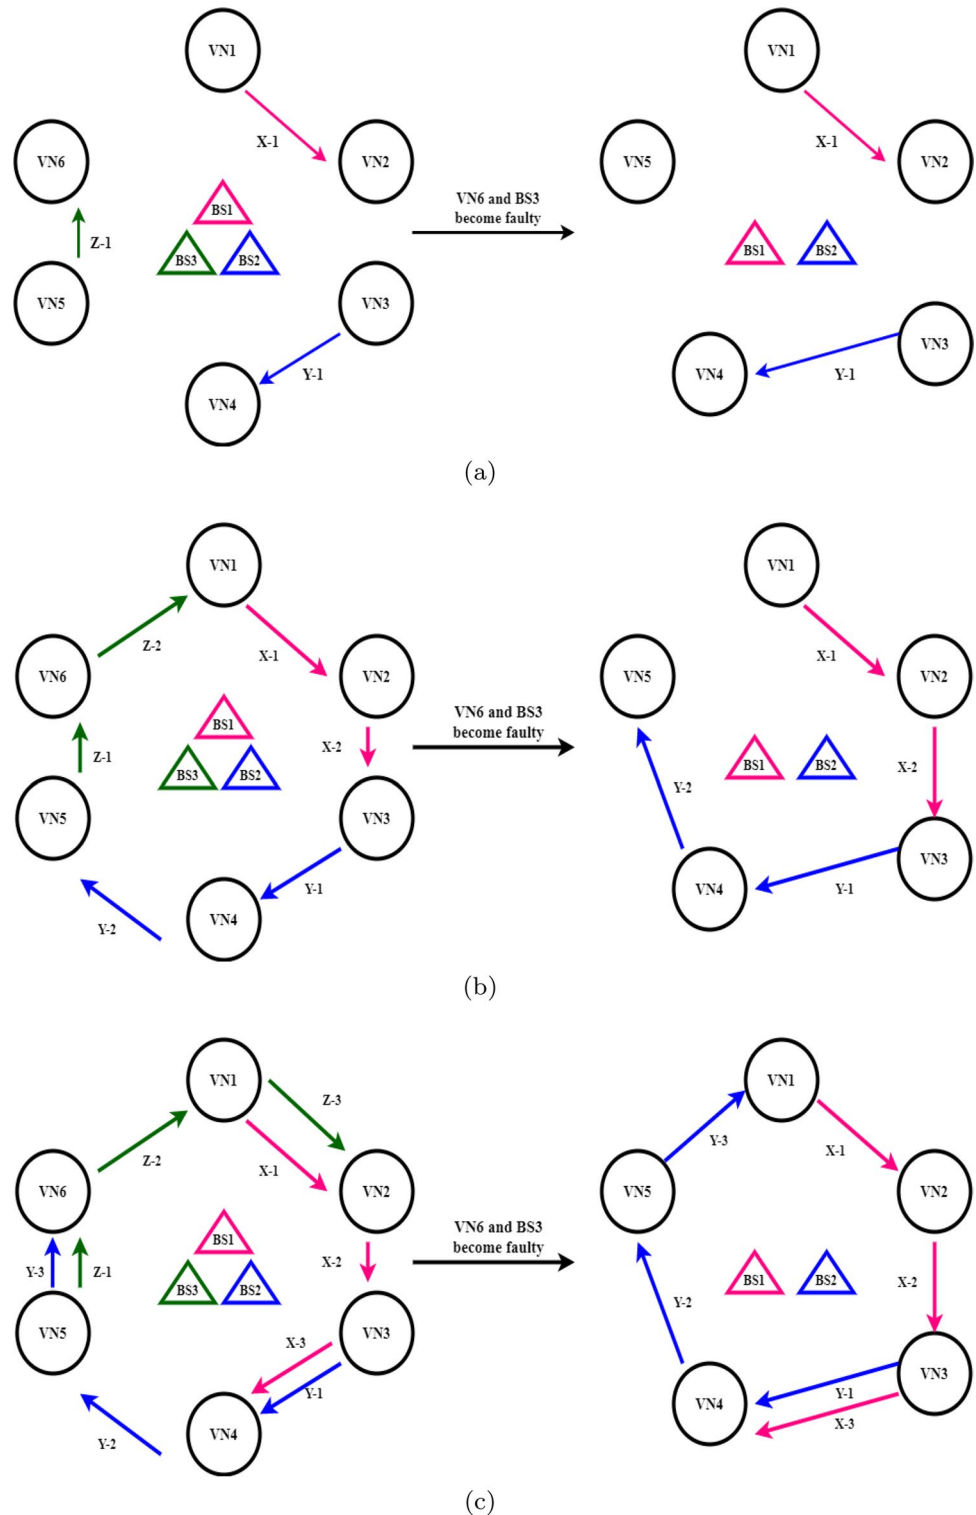 VN1
VN1
X-1
X-1
VN6
VN2
VN5
VN2
VN6 and BS3
become faulty
BS1
Z-1
BS3
BS2
BS1
BS2
VN5
VN3
VN3
Y-1
VN4
VN4
Y-1
(a)
VN1
VN1
Z-2
X-1
X-1
VN6
VN2
VN5
VN2
VN6 and BS3
become faulty
BS1
X-2
Z-1
BS3
BS2
BS1
BS2
X-2
Y-2
VN5
VN3
VN3
Y-1
VN4
VN4
Y-1
Y-2
(b)
VN1
VN1
Z-3
Y-3
Z-2
X-1
X-1
VN6
VN2
VN5
VN2
VN6 and BS3
become faulty
BS1
X-2
Y-3
Z-1
BS3
BS2
BS1
BS2
X-2
Y-2
VN5
VN3
X-3
VN3
Y-1
Y-1
VN4
VN4
X-3
Y-2
(c)